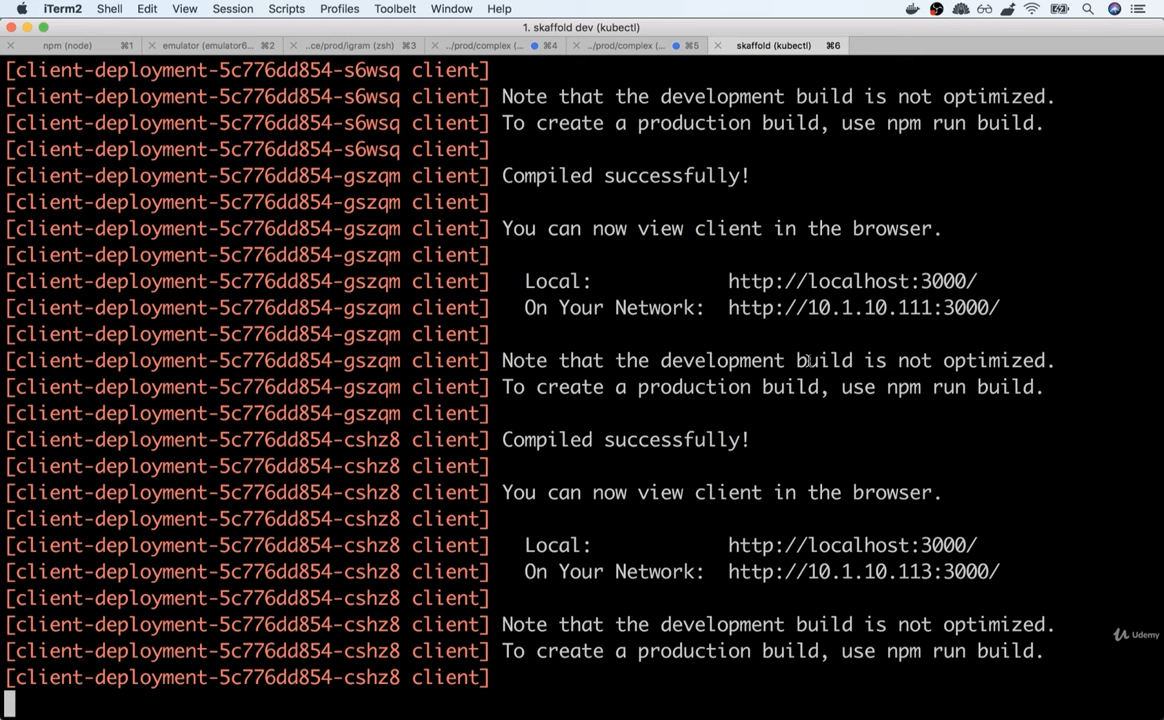 iTerm2 Shell Edit View Session Scripts Profiles Toolbelt Window Help
1. skaffold dev (kubectl)
npm (node) ⌘1 emulator (emulator6... ⌘2 ..ce/prod/igram (zsh) ⌘3 ../prod/complex (... ⌘4 ../prod/complex (... ⌘5 skaffold (kubectl) ⌘6
[client-deployment-5c776dd854-s6wsq client]
[client-deployment-5c776dd854-s6wsq client] Note that the development build is not optimized.
[client-deployment-5c776dd854-s6wsq client] To create a production build, use npm run build.
[client-deployment-5c776dd854-s6wsq client]
[client-deployment-5c776dd854-gszqm client] Compiled successfully!
[client-deployment-5c776dd854-gszqm client]
[client-deployment-5c776dd854-gszqm client] You can now view client in the browser.
[client-deployment-5c776dd854-gszqm client]
[client-deployment-5c776dd854-gszqm client]   Local:            http://localhost:3000/
[client-deployment-5c776dd854-gszqm client]   On Your Network:  http://10.1.10.111:3000/
[client-deployment-5c776dd854-gszqm client]
[client-deployment-5c776dd854-gszqm client] Note that the development build is not optimized.
[client-deployment-5c776dd854-gszqm client] To create a production build, use npm run build.
[client-deployment-5c776dd854-gszqm client]
[client-deployment-5c776dd854-cshz8 client] Compiled successfully!
[client-deployment-5c776dd854-cshz8 client]
[client-deployment-5c776dd854-cshz8 client] You can now view client in the browser.
[client-deployment-5c776dd854-cshz8 client]
[client-deployment-5c776dd854-cshz8 client]   Local:            http://localhost:3000/
[client-deployment-5c776dd854-cshz8 client]   On Your Network:  http://10.1.10.113:3000/
[client-deployment-5c776dd854-cshz8 client]
[client-deployment-5c776dd854-cshz8 client] Note that the development build is not optimized.
[client-deployment-5c776dd854-cshz8 client] To create a production build, use npm run build.
[client-deployment-5c776dd854-cshz8 client]
Udemy